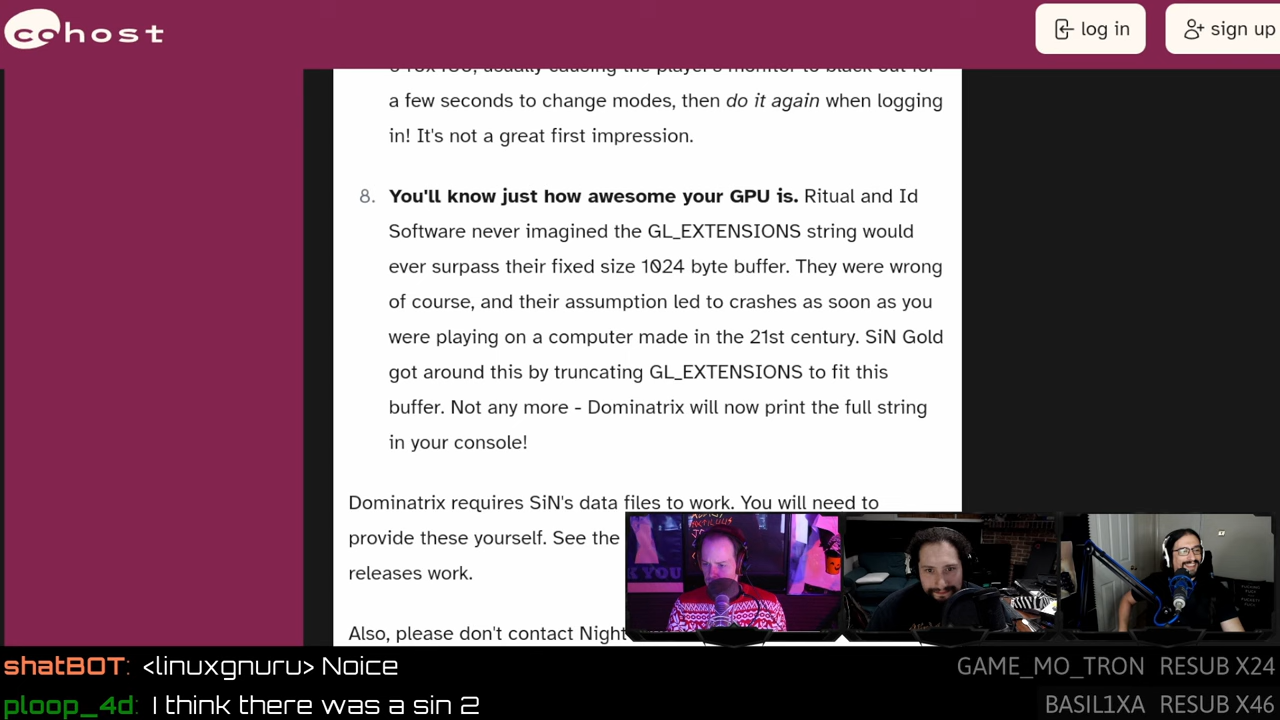 cohost
log in
sign up
a few seconds to change modes, then do it again when logging
in! It's not a great first impression.
8. You'll know just how awesome your GPU is. Ritual and Id
Software never imagined the GL_EXTENSIONS string would
ever surpass their fixed size 1024 byte buffer. They were wrong
of course, and their assumption led to crashes as soon as you
were playing on a computer made in the 21st century. SiN Gold
got around this by truncating GL_EXTENSIONS to fit this
buffer. Not any more - Dominatrix will now print the full string
in your console!
Dominatrix requires SiN's data files to work. You will need to
provide these yourself. See the
releases work.
Also, please don't contact Night
shatBOT: <linuxgnuru> Noice
GAME_MO_TRON RESUB X24
ploop_4d: I think there was a sin 2
BASIL1XA RESUB X46